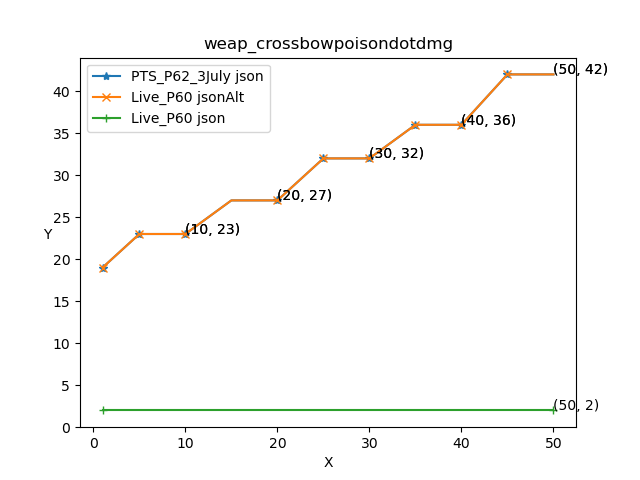 weap_crossbowpoisondotdmg
PTS_P62_3July json
Live_P60 jsonAlt
Live_P60 json
(50, 42)
(40, 36)
(30, 32)
(20, 27)
(10, 23)
(50, 2)
40
35
30
25
20
15
10
5
0
Y
0 10 20 30 40 50
X